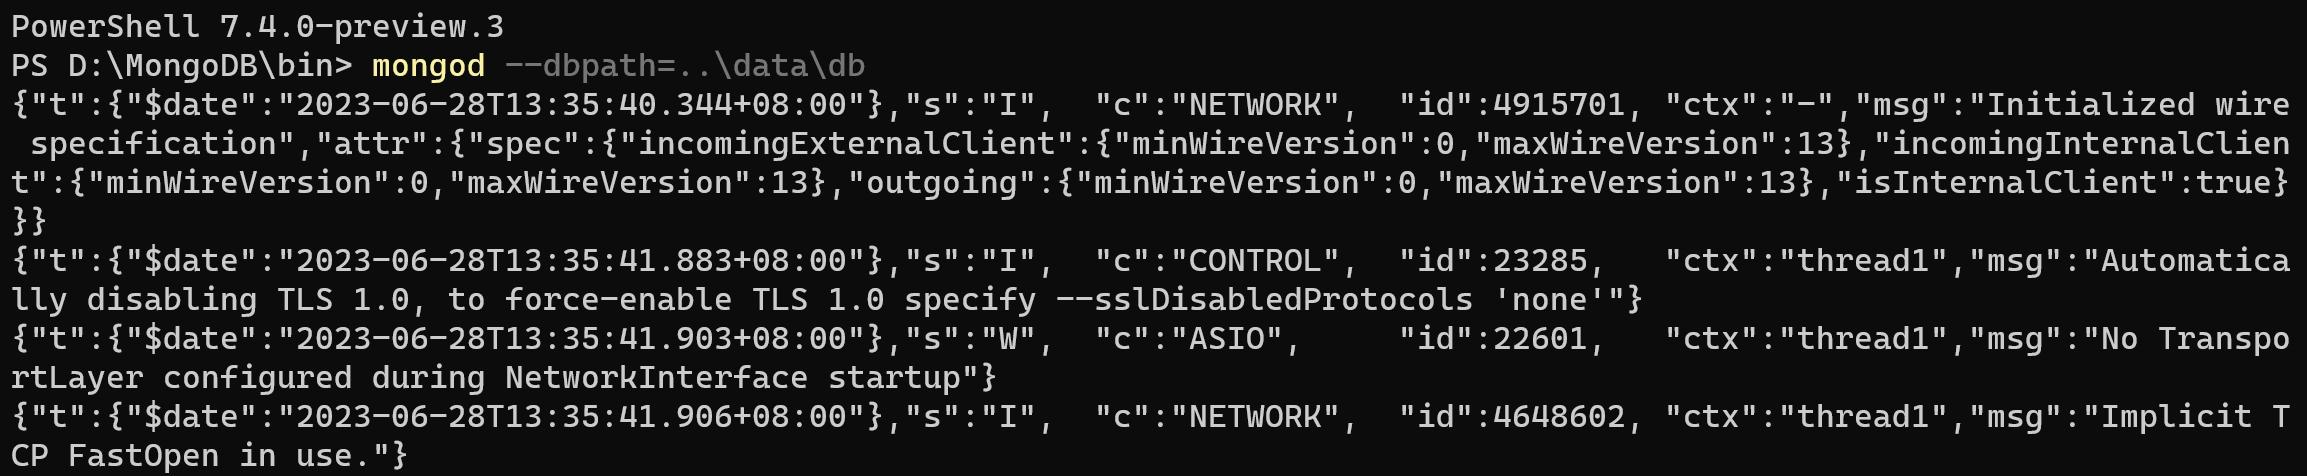 PowerShell 7.4.0-preview.3
PS D:\MongoDB\bin> mongod --dbpath=..\data\db
{"t":{"$date":"2023-06-28T13:35:40.344+08:00"},"s":"I",  "c":"NETWORK",  "id":4915701, "ctx":"-","msg":"Initialized wire
 specification","attr":{"spec":{"incomingExternalClient":{"minWireVersion":0,"maxWireVersion":13},"incomingInternalClien
t":{"minWireVersion":0,"maxWireVersion":13},"outgoing":{"minWireVersion":0,"maxWireVersion":13},"isInternalClient":true}
}}
{"t":{"$date":"2023-06-28T13:35:41.883+08:00"},"s":"I",  "c":"CONTROL",  "id":23285,   "ctx":"thread1","msg":"Automatica
lly disabling TLS 1.0, to force-enable TLS 1.0 specify --sslDisabledProtocols 'none'"}
{"t":{"$date":"2023-06-28T13:35:41.903+08:00"},"s":"W",  "c":"ASIO",     "id":22601,   "ctx":"thread1","msg":"No Transpo
rtLayer configured during NetworkInterface startup"}
{"t":{"$date":"2023-06-28T13:35:41.906+08:00"},"s":"I",  "c":"NETWORK",  "id":4648602, "ctx":"thread1","msg":"Implicit T
CP FastOpen in use."}